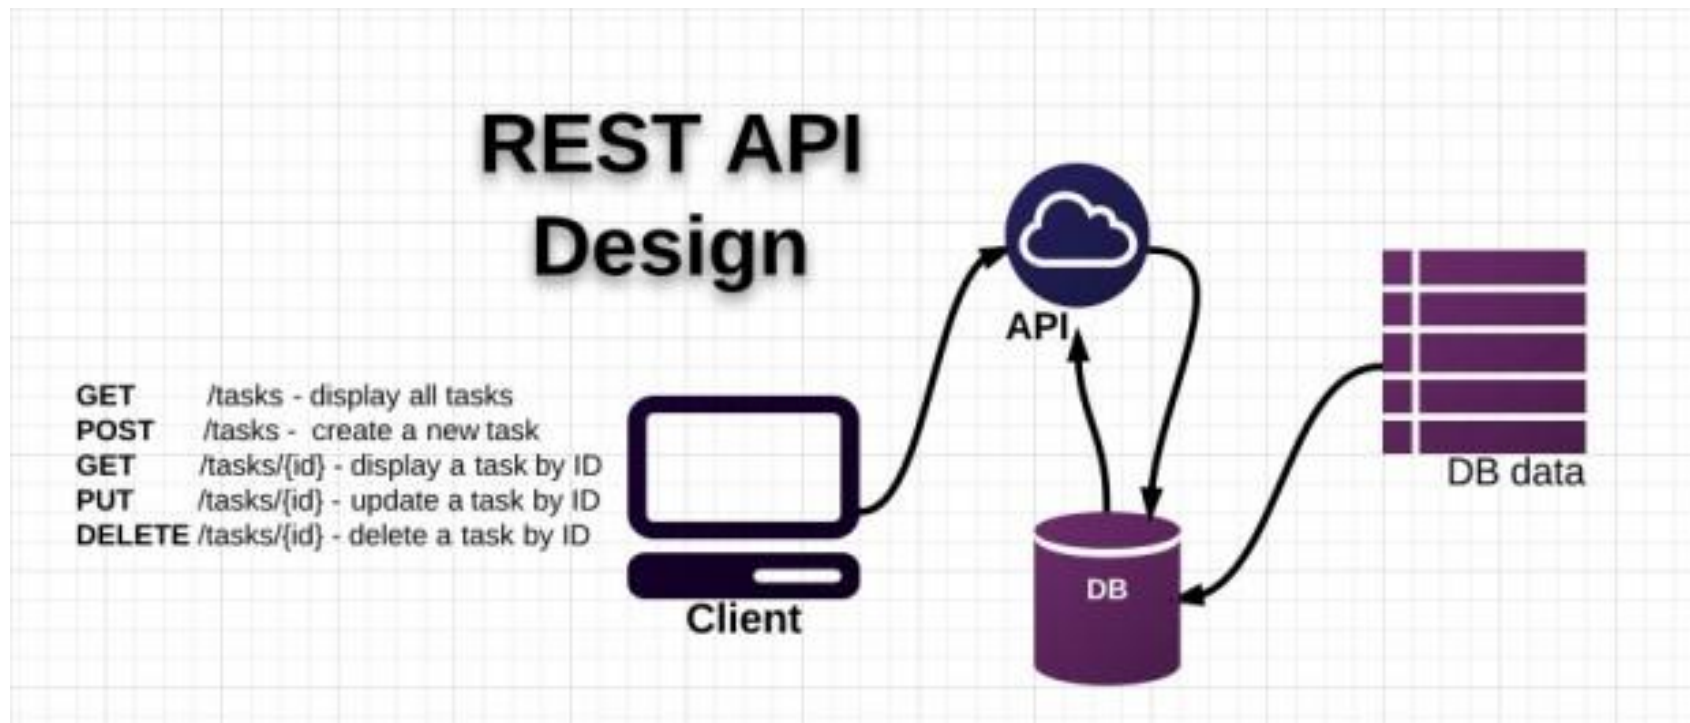 REST API
Design
GET /tasks - display all tasks
POST /tasks - create a new task
GET /tasks/{id} - display a task by ID
PUT /tasks/{id} - update a task by ID
DELETE /tasks/{id} - delete a task by ID
Client
API
DB
DB data